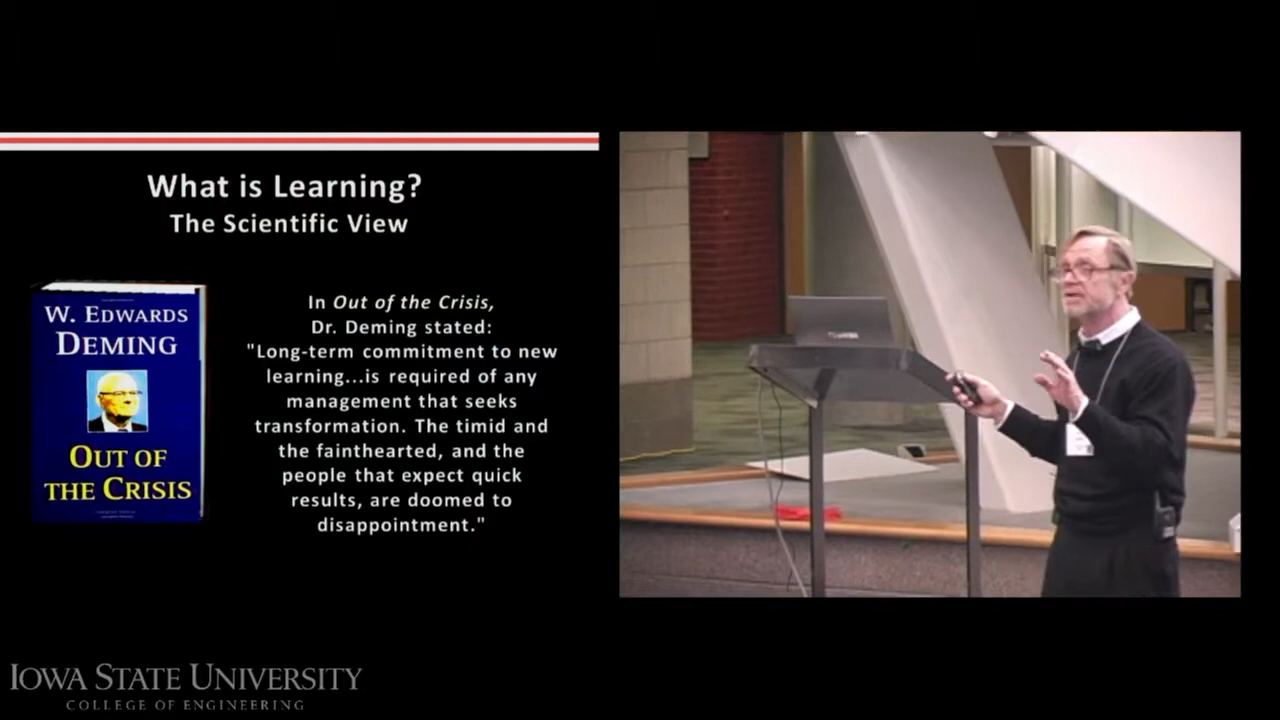 What is Learning?
The Scientific View
W. EDWARDS
DEMING
OUT OF
THE CRISIS
In Out of the Crisis,
Dr. Deming stated:
"Long-term commitment to new
learning...is required of any
management that seeks
transformation. The timid and
the fainthearted, and the
people that expect quick
results, are doomed to
disappointment."
IOWA STATE UNIVERSITY
COLLEGE OF ENGINEERING